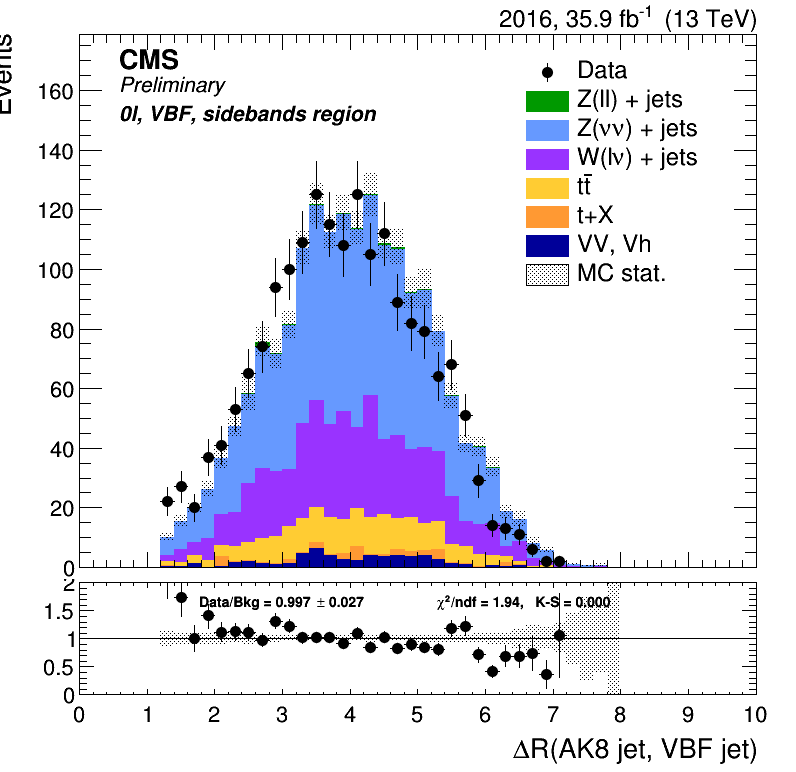 2016, 35.9 fb⁻¹ (13 TeV)
Events
CMS
Preliminary
0l, VBF, sidebands region
Data
Z(ll) + jets
Z(νν) + jets
W(lν) + jets
tt̄
t+X
VV, Vh
MC stat.
160
140
120
100
80
60
40
20
0
2
1.5
1
0.5
0
Data/Bkg = 0.997 ± 0.027
χ²/ndf = 1.94, K-S = 0.000
0 1 2 3 4 5 6 7 8 9 10
ΔR(AK8 jet, VBF jet)